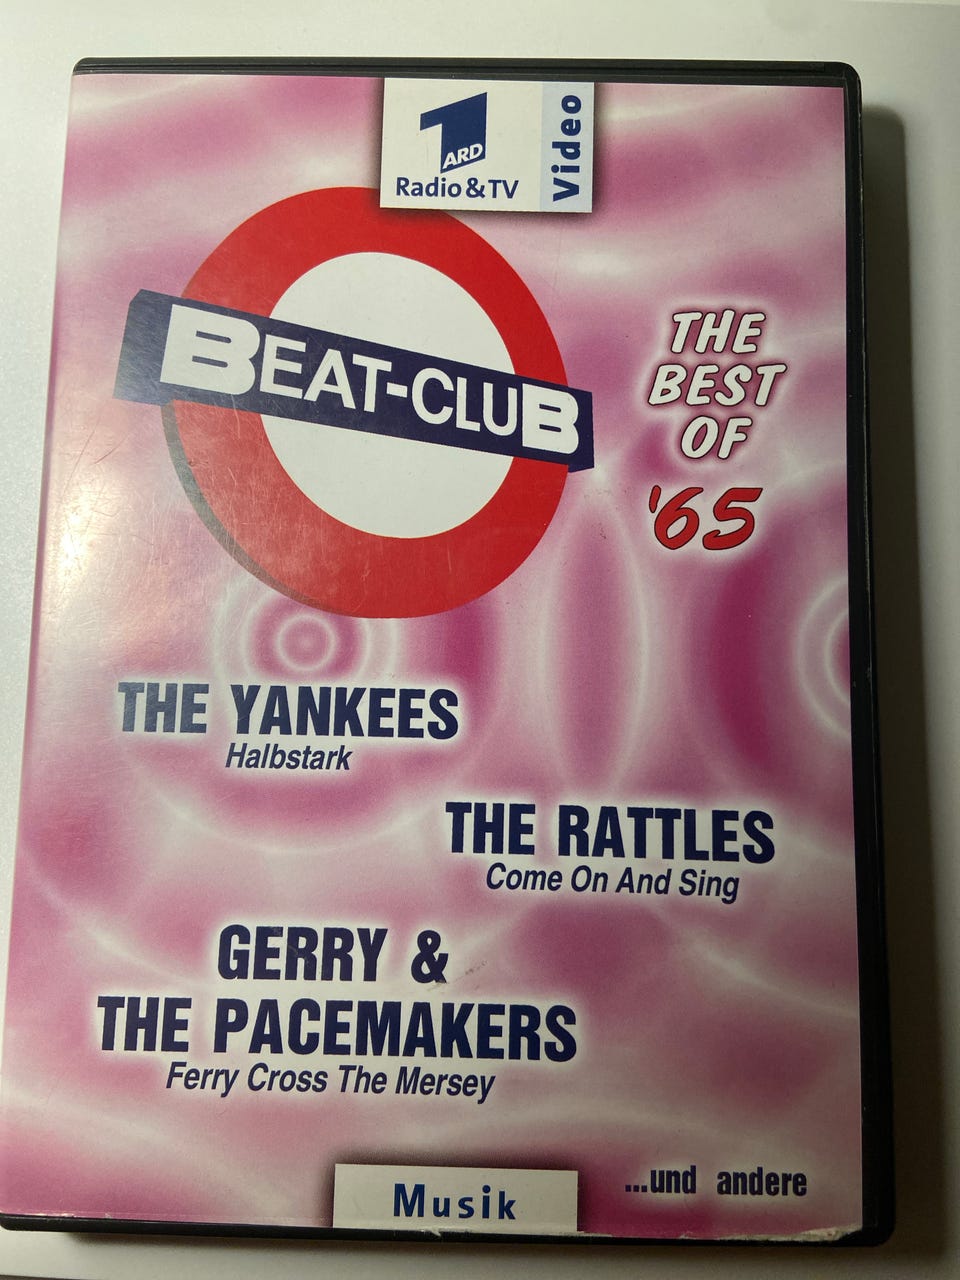 1
ARD
Radio & TV
Video
BEAT-CLUB
THE
BEST
OF
'65
THE YANKEES
Halbstark
THE RATTLES
Come On And Sing
GERRY &
THE PACEMAKERS
Ferry Cross The Mersey
...und andere
Musik